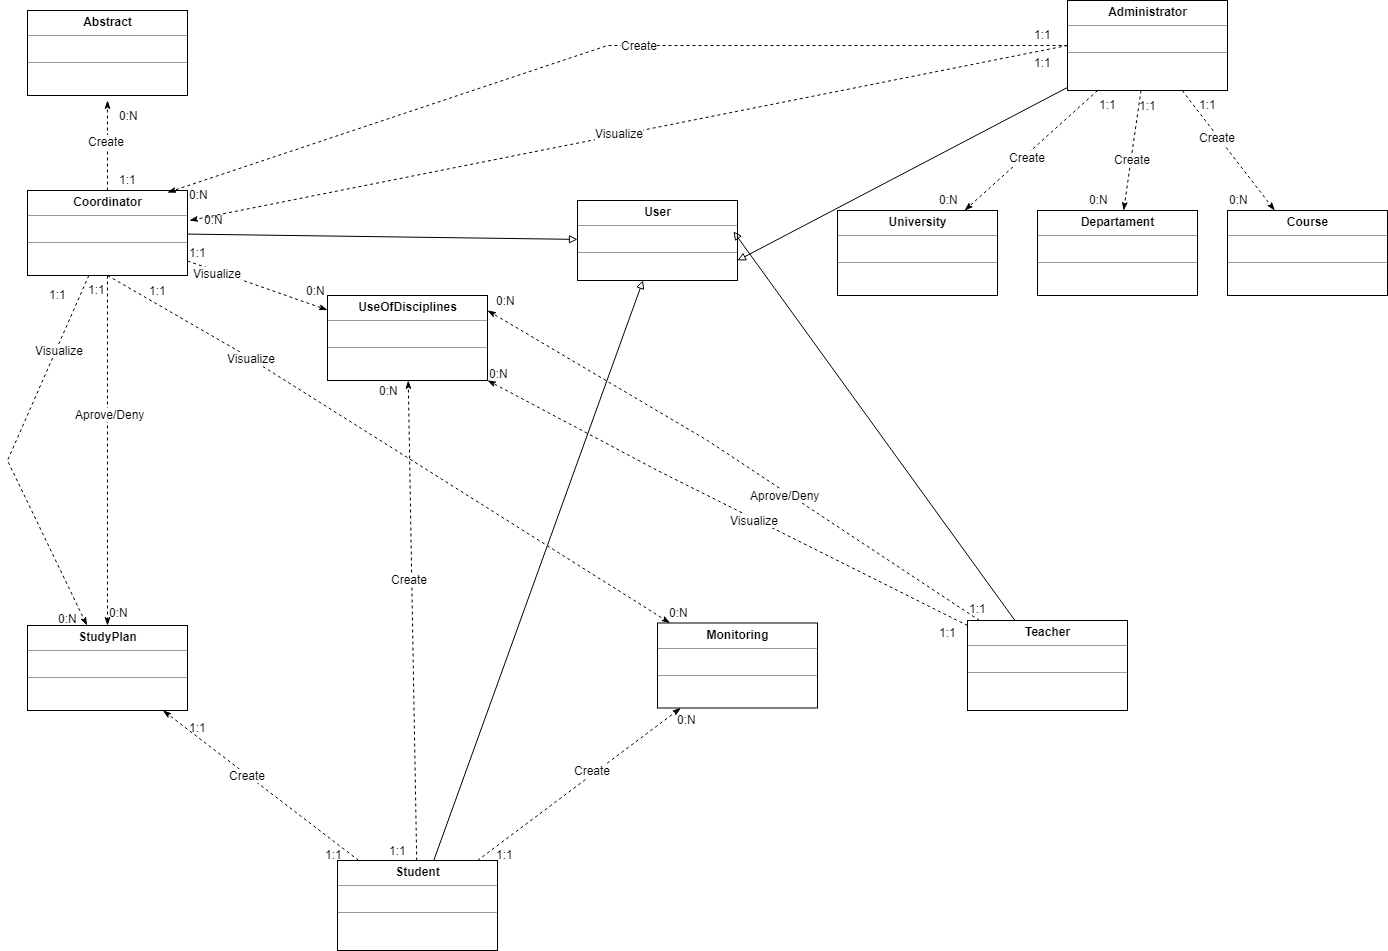 Administrator
Abstract
1:1
Create
1:1
1:1
1:1
1:1
0:N
Visualize
Create
Create
Create
Create
1:1
0:N
0:N
0:N
0:N
Coordinator
User
0:N
University
Departament
Course
1:1
Visualize
1:1
1:1
1:1
0:N
0:N
UseOfDisciplines
Visualize
Visualize
0:N
0:N
Aprove/Deny
Aprove/Deny
Visualize
Create
0:N
0:N
0:N
1:1
StudyPlan
Monitoring
1:1
Teacher
1:1
0:N
Create
Create
1:1
1:1
1:1
Student